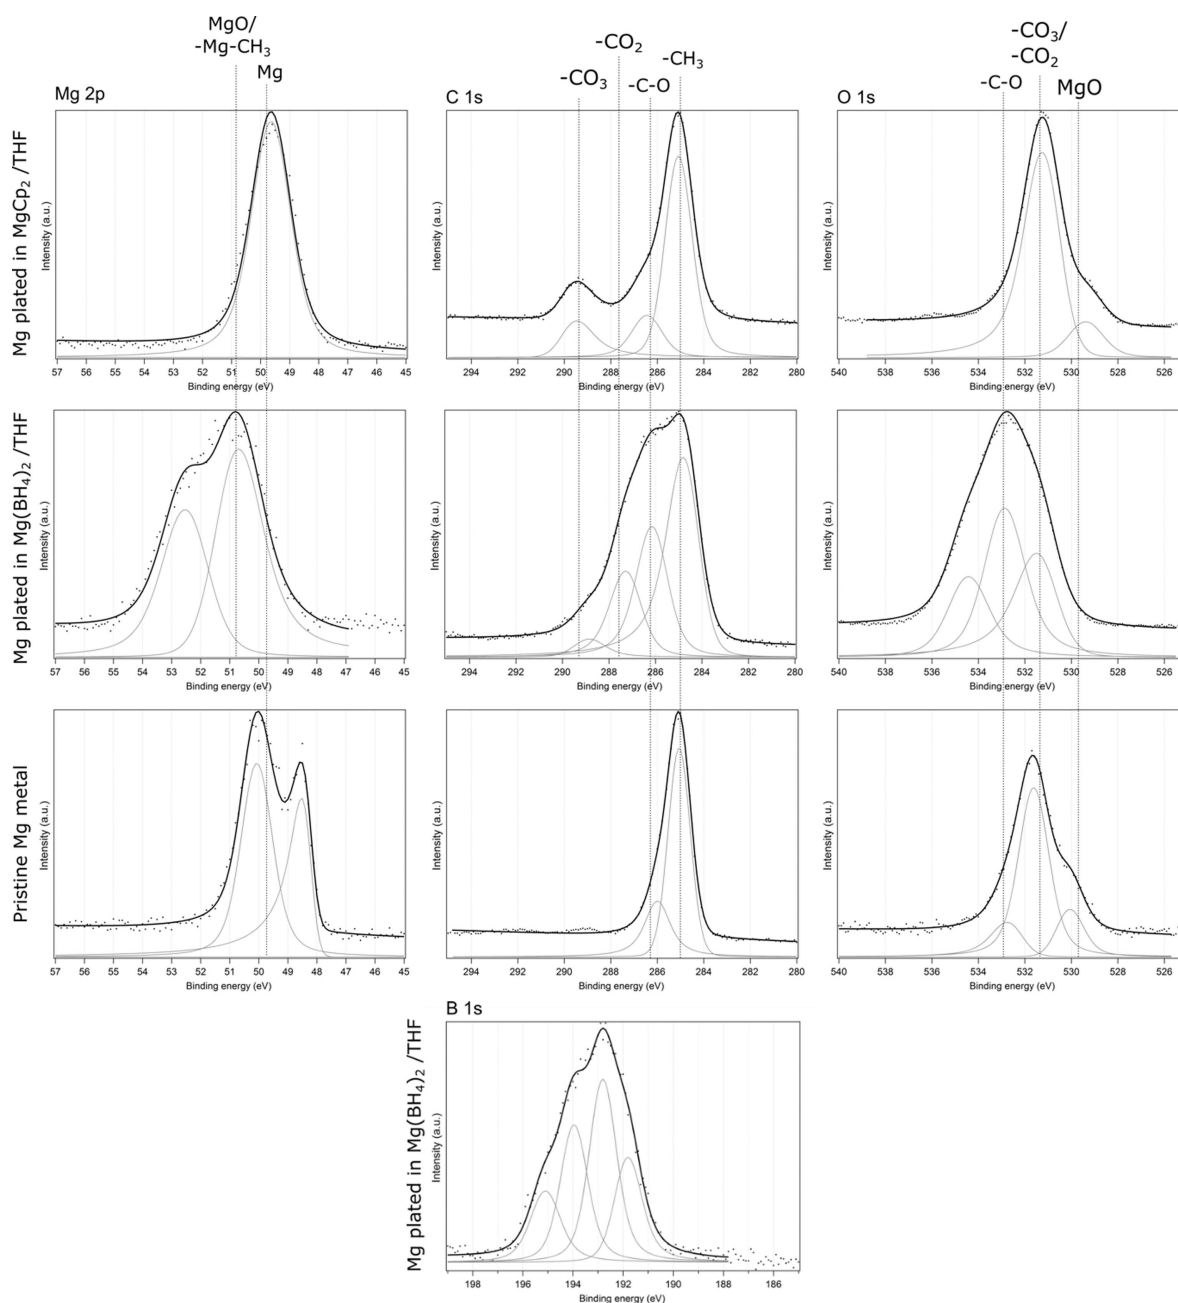 MgO/
-Mg-CH₃
Mg
-CO₃
-CO₂
-C-O
-CH₃
-C-O
-CO₃/
-CO₂
MgO
Mg plated in MgCp₂ /THF
Mg 2p
Intensity (a.u.)
57 56 55 54 53 52 51 50 49 48 47 46 45
Binding energy (eV)
C 1s
Intensity (a.u.)
294 292 290 288 286 284 282 280
Binding energy (eV)
O 1s
Intensity (a.u.)
540 538 536 534 532 530 528 526
Binding energy (eV)
Mg plated in Mg(BH₄)₂ /THF
Intensity (a.u.)
57 56 55 54 53 52 51 50 49 48 47 46 45
Binding energy (eV)
Intensity (a.u.)
294 292 290 288 286 284 282 280
Binding energy (eV)
Intensity (a.u.)
540 538 536 534 532 530 528 526
Binding energy (eV)
Pristine Mg metal
Intensity (a.u.)
57 56 55 54 53 52 51 50 49 48 47 46 45
Binding energy (eV)
Intensity (a.u.)
294 292 290 288 286 284 282 280
Binding energy (eV)
Intensity (a.u.)
540 538 536 534 532 530 528 526
Binding energy (eV)
Mg plated in Mg(BH₄)₂ /THF
B 1s
Intensity (a.u.)
198 196 194 192 190 188 186
Binding energy (eV)